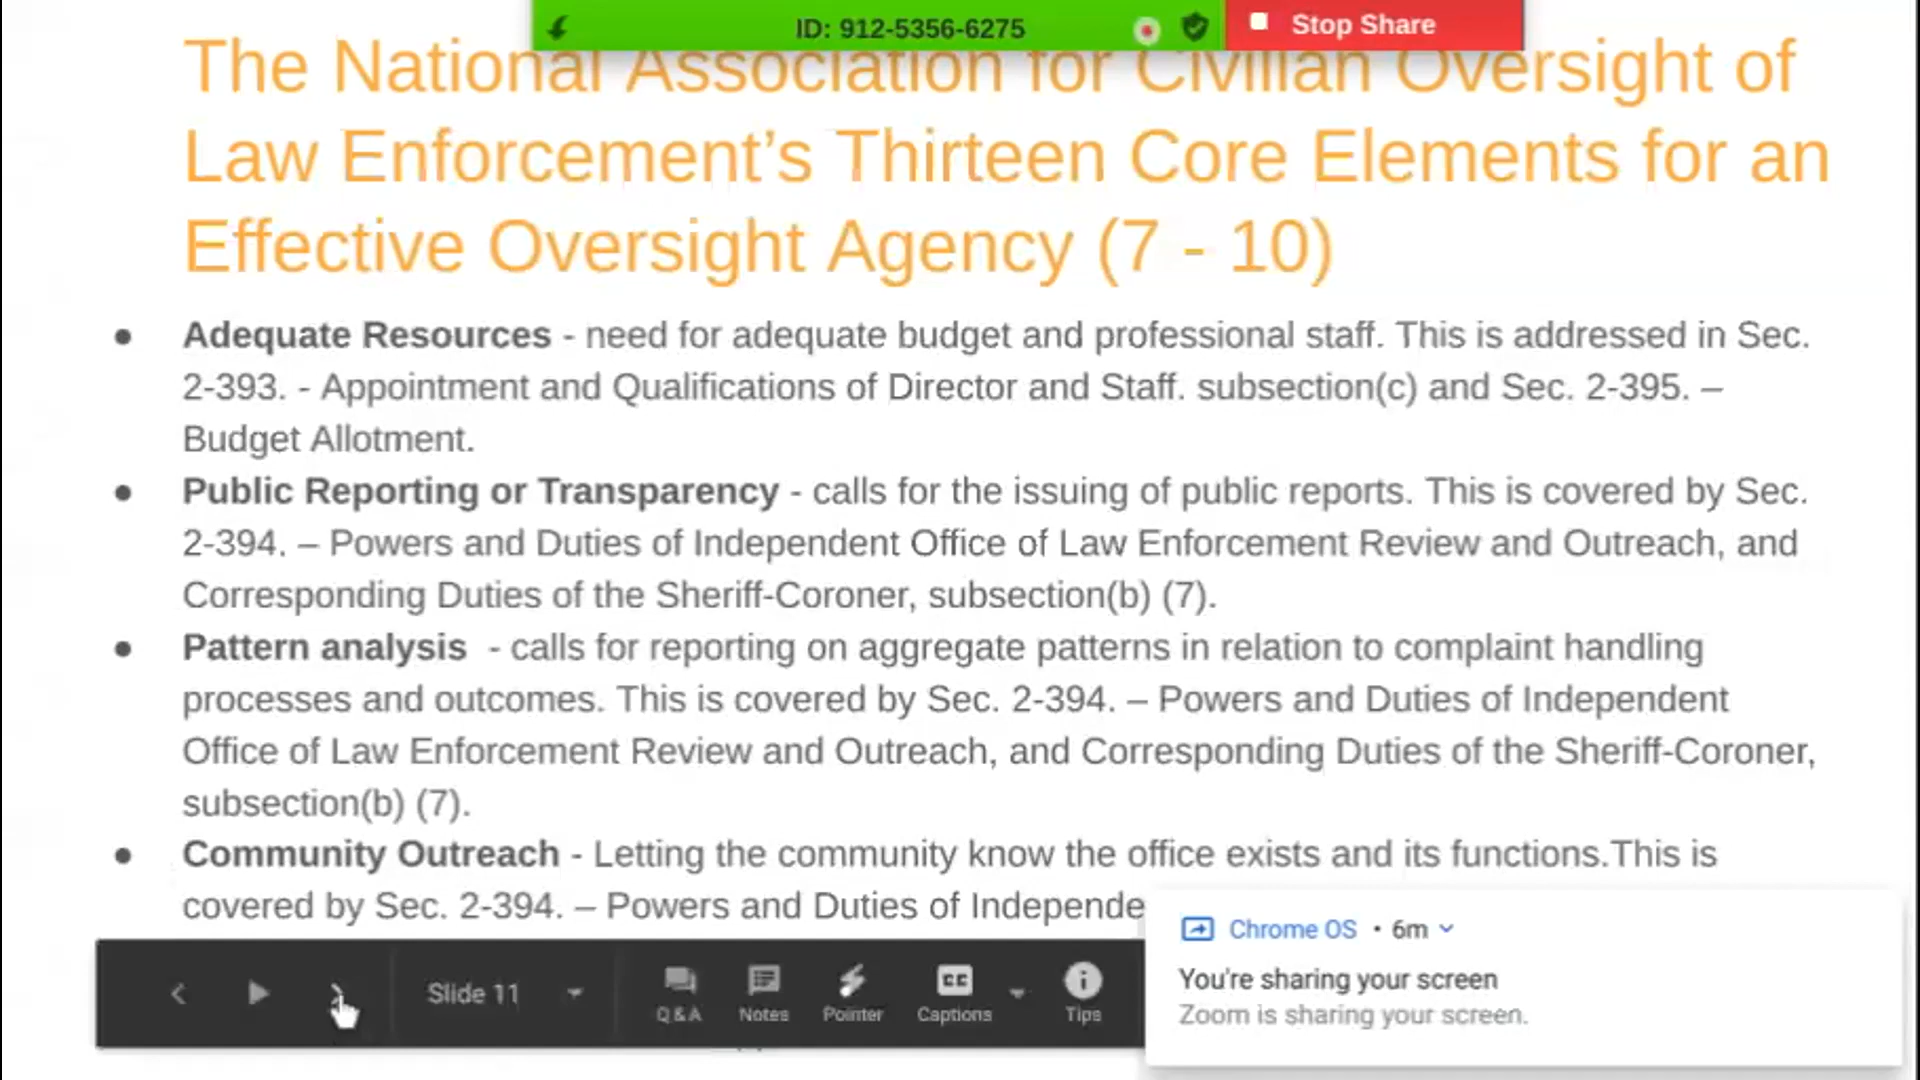 ID: 912-5356-6275
Stop Share
The National Association for Civilian Oversight of
Law Enforcement’s Thirteen Core Elements for an
Effective Oversight Agency (7 - 10)
● Adequate Resources - need for adequate budget and professional staff. This is addressed in Sec.
2-393. - Appointment and Qualifications of Director and Staff. subsection(c) and Sec. 2-395. –
Budget Allotment.
● Public Reporting or Transparency - calls for the issuing of public reports. This is covered by Sec.
2-394. – Powers and Duties of Independent Office of Law Enforcement Review and Outreach, and
Corresponding Duties of the Sheriff-Coroner, subsection(b) (7).
● Pattern analysis - calls for reporting on aggregate patterns in relation to complaint handling
processes and outcomes. This is covered by Sec. 2-394. – Powers and Duties of Independent
Office of Law Enforcement Review and Outreach, and Corresponding Duties of the Sheriff-Coroner,
subsection(b) (7).
● Community Outreach - Letting the community know the office exists and its functions.This is
covered by Sec. 2-394. – Powers and Duties of Independe
Chrome OS • 6m
You're sharing your screen
Zoom is sharing your screen.
Slide 11
Q & A
Notes
Pointer
CC
Captions
Tips